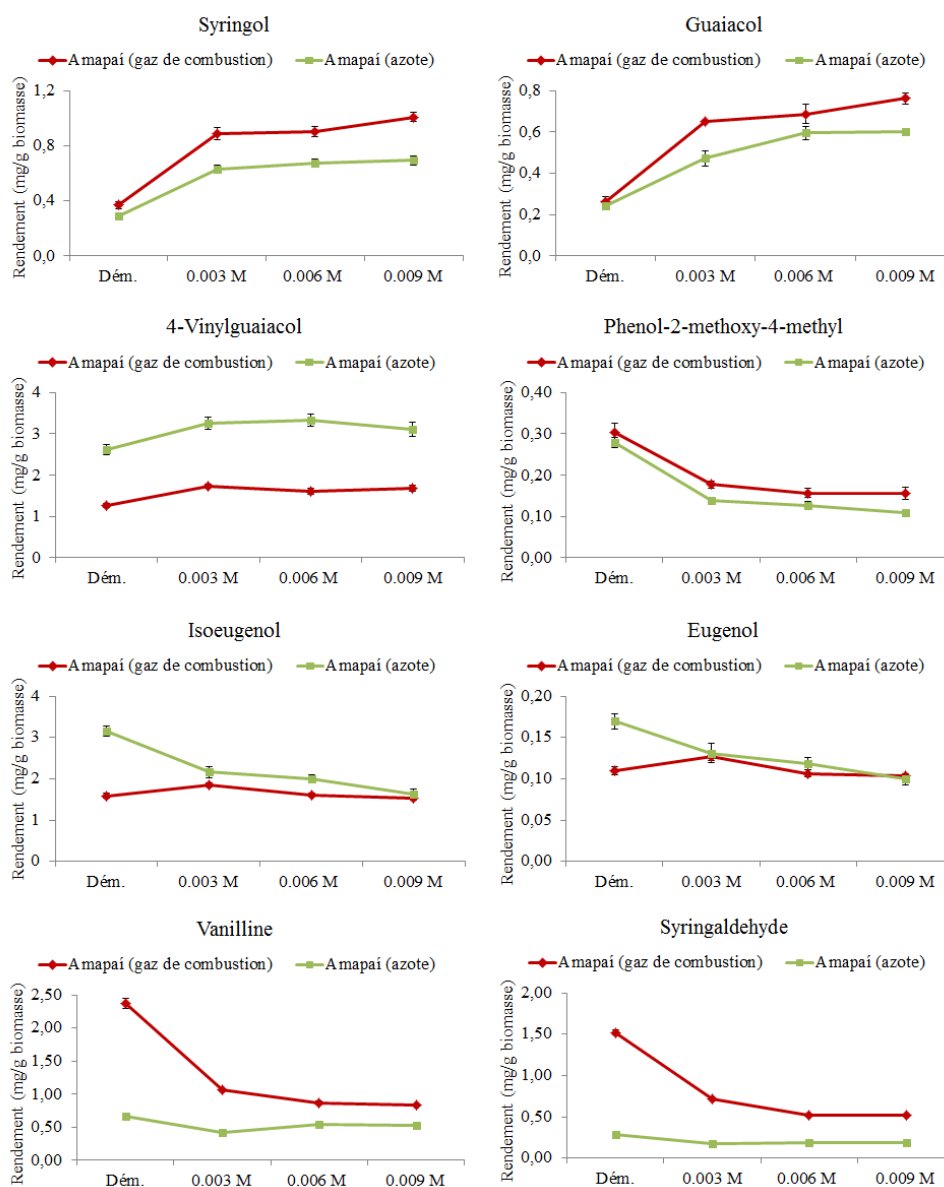 Syringol
Amapaí (gaz de combustion) Amapaí (azote)
Rendement (mg/g biomasse)
1,2
0,8
0,4
0,0
Dém. 0.003 M 0.006 M 0.009 M
Guaiacol
Amapaí (gaz de combustion) Amapaí (azote)
Rendement (mg/g biomasse)
0,8
0,6
0,4
0,2
0,0
Dém. 0.003 M 0.006 M 0.009 M
4-Vinylguaiacol
Amapaí (gaz de combustion) Amapaí (azote)
Rendement (mg/g biomasse)
4
3
2
1
0
Dém. 0.003 M 0.006 M 0.009 M
Phenol-2-methoxy-4-methyl
Amapaí (gaz de combustion) Amapaí (azote)
Rendement (mg/g biomasse)
0,40
0,30
0,20
0,10
0,00
Dém. 0.003 M 0.006 M 0.009 M
Isoeugenol
Amapaí (gaz de combustion) Amapaí (azote)
Rendement (mg/g biomasse)
4
3
2
1
0
Dém. 0.003 M 0.006 M 0.009 M
Eugenol
Amapaí (gaz de combustion) Amapaí (azote)
Rendement (mg/g biomasse)
0,20
0,15
0,10
0,05
0,00
Dém. 0.003 M 0.006 M 0.009 M
Vanilline
Amapaí (gaz de combustion) Amapaí (azote)
Rendement (mg/g biomasse)
2,50
2,00
1,50
1,00
0,50
0,00
Dém. 0.003 M 0.006 M 0.009 M
Syringaldehyde
Amapaí (gaz de combustion) Amapaí (azote)
Rendement (mg/g biomasse)
2,00
1,50
1,00
0,50
0,00
Dém. 0.003 M 0.006 M 0.009 M